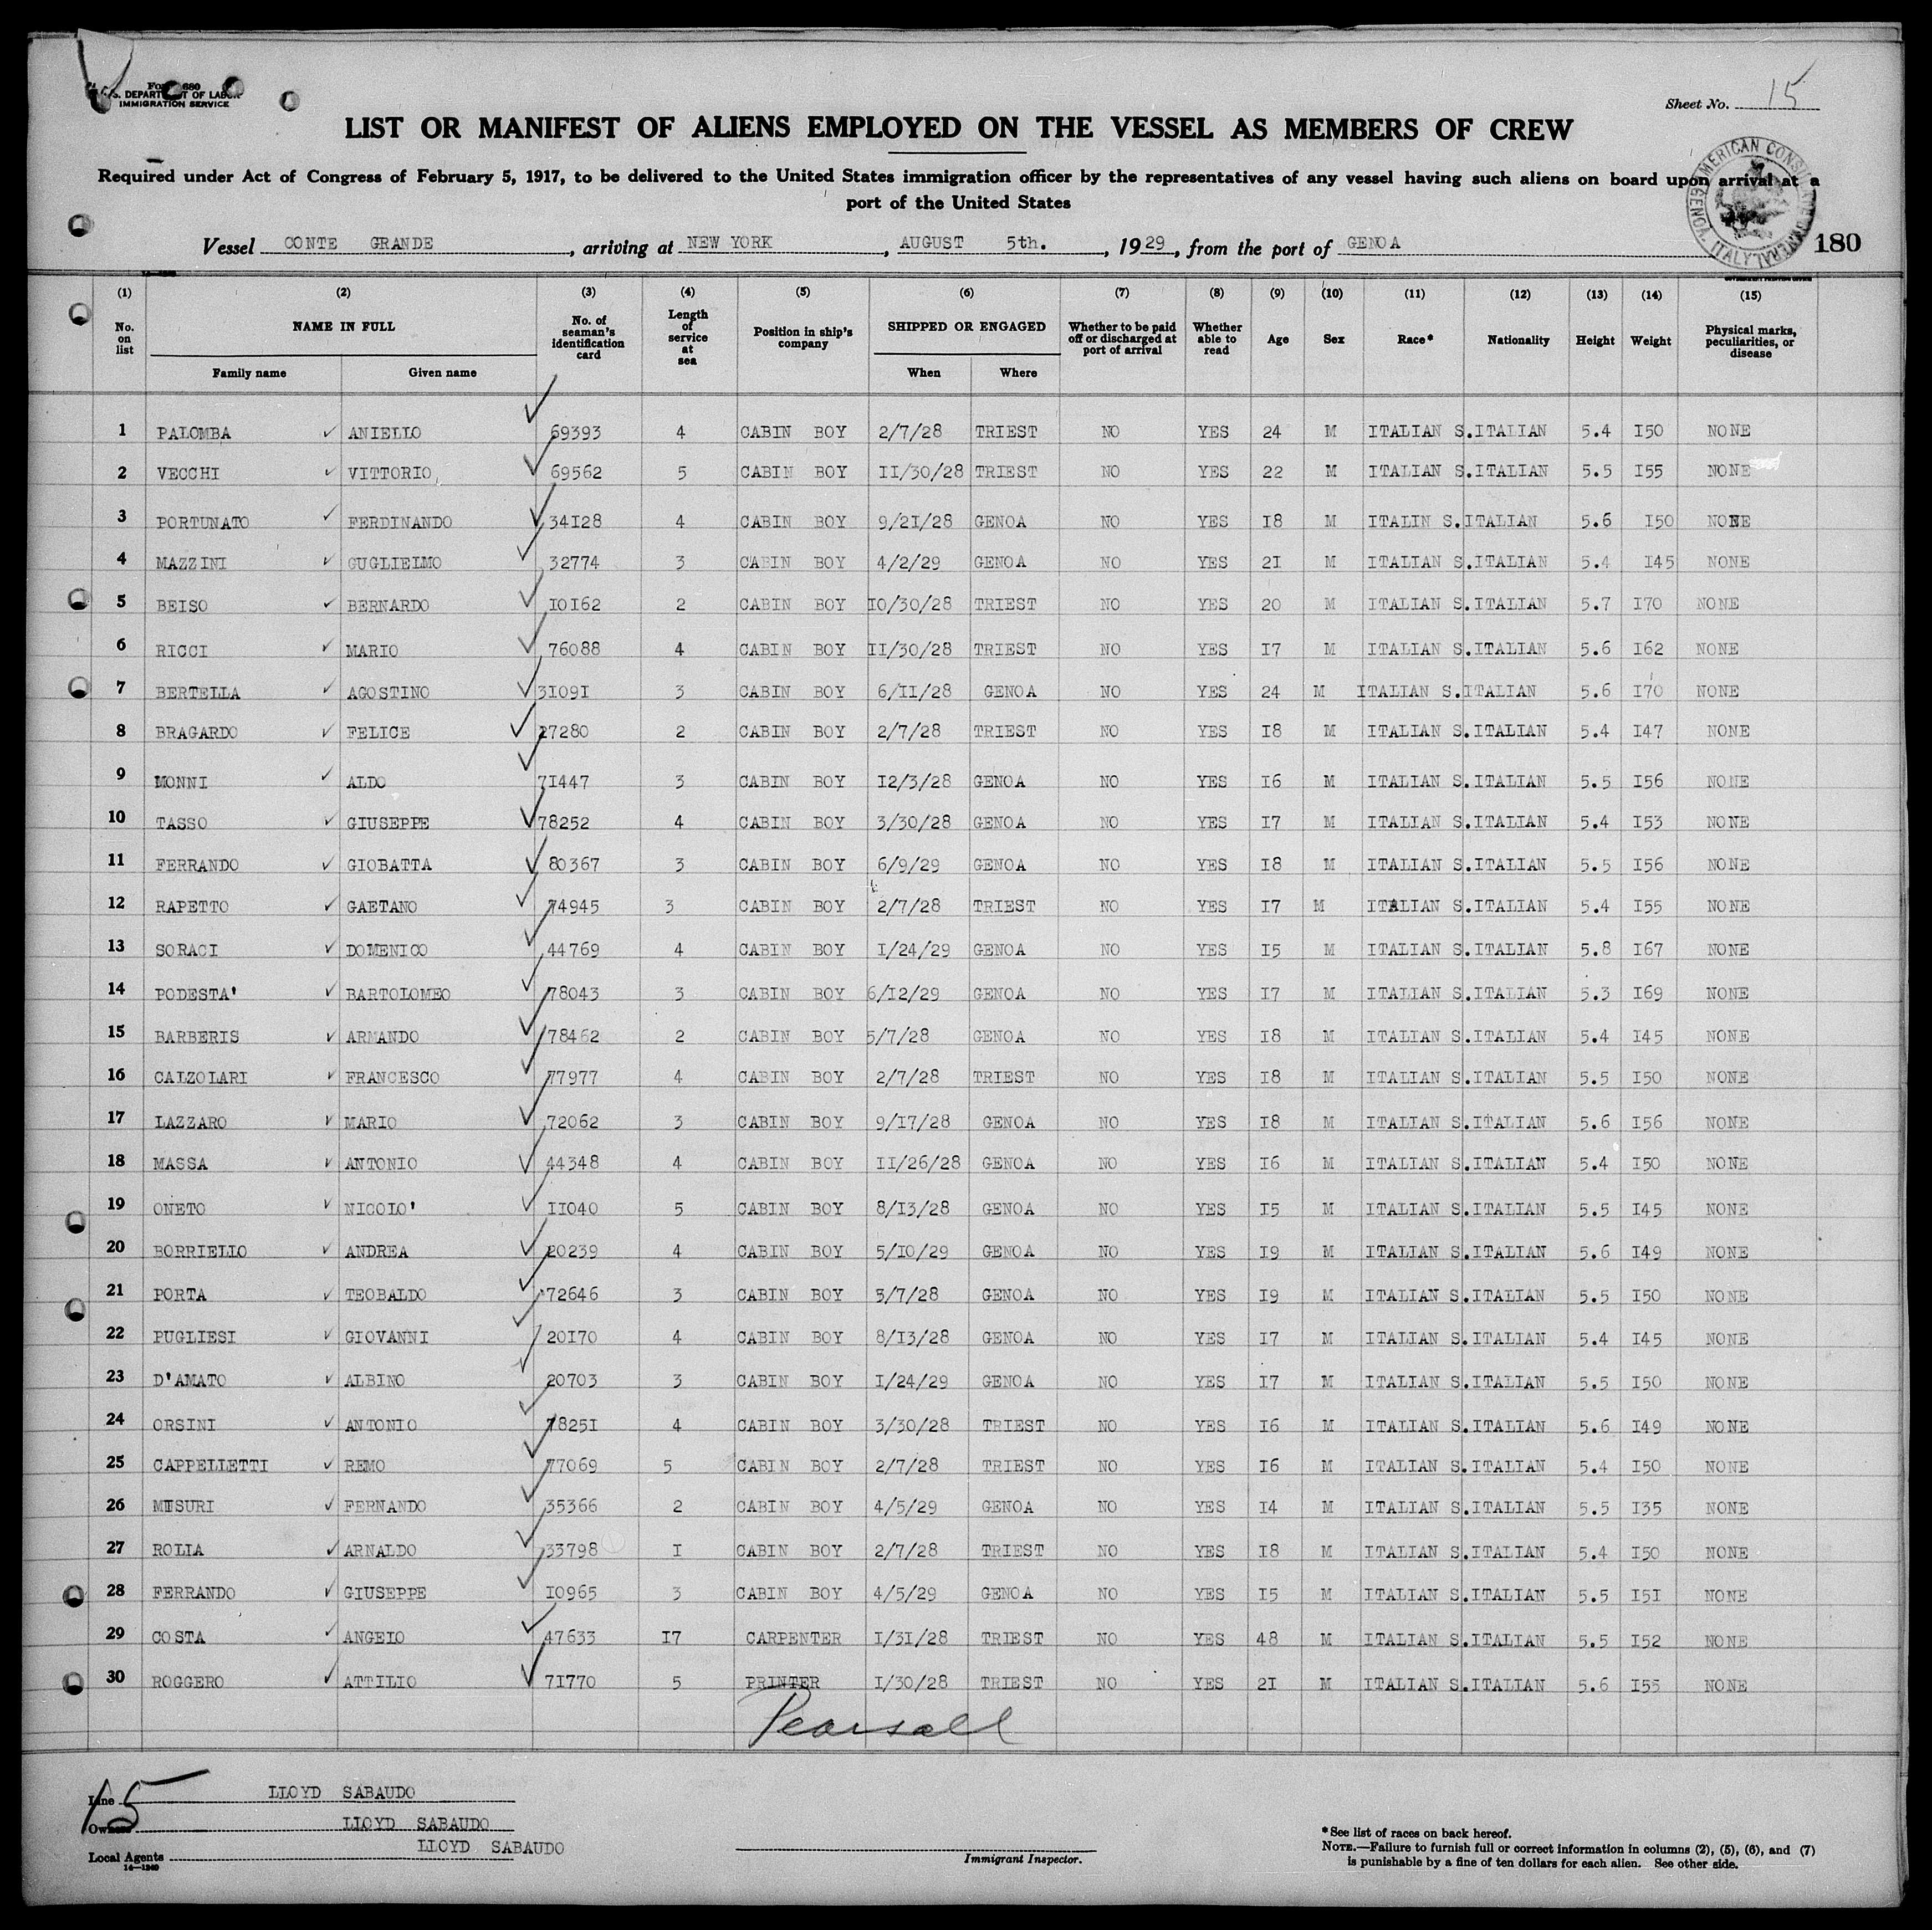 Sheet No. 15
U.S. DEPARTMENT OF LABOR
IMMIGRATION SERVICE
LIST OR MANIFEST OF ALIENS EMPLOYED ON THE VESSEL AS MEMBERS OF CREW
Required under Act of Congress of February 5, 1917, to be delivered to the United States immigration officer by the representatives of any vessel having such aliens on board upon arrival at a
port of the United States
Vessel CONTE GRANDE, arriving at NEW YORK, AUGUST 5th., 1929, from the port of GENOA
180
(1) (2) (3) (4) (5) (6) (7) (8) (9) (10) (11) (12) (13) (14) (15)
No. on list NAME IN FULL Family name Given name No. of seaman's identification card Length of service at sea Position in ship's company SHIPPED OR ENGAGED When Where Whether to be paid off or discharged at port of arrival Whether able to read Age Sex Race* Nationality Height Weight Physical marks, peculiarities, or disease
1 PALOMBA ANIELLO 69393 4 CABIN BOY 2/7/28 TRIEST NO YES 24 M ITALIAN S. ITALIAN 5.4 I50 NONE
2 VECCHI VITTORIO 69562 5 CABIN BOY II/30/28 TRIEST NO YES 22 M ITALIAN S. ITALIAN 5.5 I55 NONE
3 PORTUNATO FERDINANDO 34I28 4 CABIN BOY 9/2I/28 GENOA NO YES I8 M ITALIN S. ITALIAN 5.6 I50 NONE
4 MAZZINI GUGLIELMO 32774 3 CABIN BOY 4/2/29 GENOA NO YES 2I M ITALIAN S. ITALIAN 5.4 I45 NONE
5 BEISO BERNARDO I0I62 2 CABIN BOY I0/30/28 TRIEST NO YES 20 M ITALIAN S. ITALIAN 5.7 I70 NONE
6 RICCI MARIO 76088 4 CABIN BOY II/30/28 TRIEST NO YES I7 M ITALIAN S. ITALIAN 5.6 I62 NONE
7 BERTELLA AGOSTINO 3I09I 3 CABIN BOY 6/II/28 GENOA NO YES 24 M ITALIAN S. ITALIAN 5.6 I70 NONE
8 BRAGARDO FELICE 27280 2 CABIN BOY 2/7/28 TRIEST NO YES I8 M ITALIAN S. ITALIAN 5.4 I47 NONE
9 MONNI ALDO 7I447 3 CABIN BOY I2/3/28 GENOA NO YES I6 M ITALIAN S. ITALIAN 5.5 I56 NONE
10 TASSO GIUSEPPE 78252 4 CABIN BOY 3/30/28 GENOA NO YES I7 M ITALIAN S. ITALIAN 5.4 I53 NONE
11 FERRANDO GIOBATTA 80367 3 CABIN BOY 6/9/29 GENOA NO YES I8 M ITALIAN S. ITALIAN 5.5 I56 NONE
12 RAPETTO GAETANO 74945 3 CABIN BOY 2/7/28 TRIEST NO YES I7 M ITALIAN S. ITALIAN 5.4 I55 NONE
13 SORACI DOMENICO 44769 4 CABIN BOY I/24/29 GENOA NO YES I5 M ITALIAN S. ITALIAN 5.8 I67 NONE
14 PODESTA' BARTOLOMEO 78043 3 CABIN BOY 6/I2/29 GENOA NO YES I7 M ITALIAN S. ITALIAN 5.3 I69 NONE
15 BARBERIS ARMANDO 78462 2 CABIN BOY 5/7/28 GENOA NO YES I8 M ITALIAN S. ITALIAN 5.4 I45 NONE
16 CALZOLARI FRANCESCO 77977 4 CABIN BOY 2/7/28 TRIEST NO YES I8 M ITALIAN S. ITALIAN 5.5 I50 NONE
17 LAZZARO MARIO 72062 3 CABIN BOY 9/I7/28 GENOA NO YES I8 M ITALIAN S. ITALIAN 5.6 I56 NONE
18 MASSA ANTONIO 44348 4 CABIN BOY II/26/28 GENOA NO YES I6 M ITALIAN S. ITALIAN 5.4 I50 NONE
19 ONETO NICOLO' II040 5 CABIN BOY 8/I3/28 GENOA NO YES I5 M ITALIAN S. ITALIAN 5.5 I45 NONE
20 BORRIELLO ANDREA 20239 4 CABIN BOY 5/I0/29 GENOA NO YES I9 M ITALIAN S. ITALIAN 5.6 I49 NONE
21 PORTA TEOBALDO 72646 3 CABIN BOY 3/7/28 GENOA NO YES I9 M ITALIAN S. ITALIAN 5.5 I50 NONE
22 PUGLIESI GIOVANNI 20I70 4 CABIN BOY 8/I3/28 GENOA NO YES I7 M ITALIAN S. ITALIAN 5.4 I45 NONE
23 D'AMATO ALBINO 20703 3 CABIN BOY I/24/29 GENOA NO YES I7 M ITALIAN S. ITALIAN 5.5 I50 NONE
24 ORSINI ANTONIO 7825I 4 CABIN BOY 3/30/28 TRIEST NO YES I6 M ITALIAN S. ITALIAN 5.6 I49 NONE
25 CAPPELLETTI REMO 77069 5 CABIN BOY 2/7/28 TRIEST NO YES I6 M ITALIAN S. ITALIAN 5.4 I50 NONE
26 MISURI FERNANDO 35366 2 CABIN BOY 4/5/29 GENOA NO YES I4 M ITALIAN S. ITALIAN 5.5 I35 NONE
27 ROLLA ARNALDO 33798 I CABIN BOY 2/7/28 TRIEST NO YES I8 M ITALIAN S. ITALIAN 5.4 I50 NONE
28 FERRANDO GIUSEPPE I0965 3 CABIN BOY 4/5/29 GENOA NO YES I5 M ITALIAN S. ITALIAN 5.5 I5I NONE
29 COSTA ANGELO 47633 I7 CARPENTER I/3I/28 TRIEST NO YES 48 M ITALIAN S. ITALIAN 5.5 I52 NONE
30 ROGGERO ATTILIO 7I770 5 PRINTER I/30/28 TRIEST NO YES 2I M ITALIAN S. ITALIAN 5.6 I55 NONE
Pearsall
15
Line LLOYD SABAUDO
Owners LLOYD SABAUDO
Local Agents LLOYD SABAUDO
14—1240
Immigrant Inspector.
*See list of races on back hereof.
NOTE.—Failure to furnish full or correct information in columns (2), (5), (6), and (7)
is punishable by a fine of ten dollars for each alien. See other side.